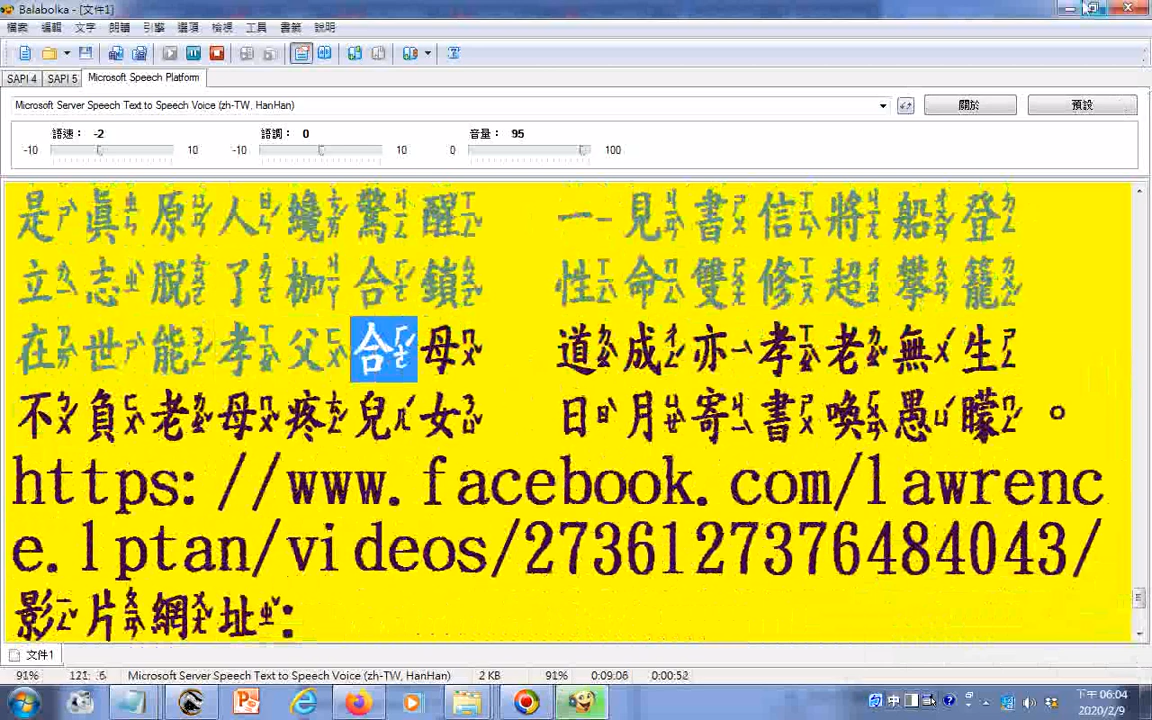 Balabolka - [文件1]
檔案 編輯 文字 朗讀 引擎 選項 檢視 工具 書籤 說明
SAPI 4 SAPI 5 Microsoft Speech Platform
Microsoft Server Speech Text to Speech Voice (zh-TW, HanHan) 關於 預設
語速： -2 語調： 0 音量： 95
-10 10 -10 10 0 100
是真原人纔驚醒 一見書信將船登
立志脫了枷合鎖 性命雙修超攀籠
在世能孝父合母 道成亦孝老無生
不負老母疼兒女 日月寄書喚愚矇。
https://www.facebook.com/lawrenc
e.lptan/videos/2736127376484043/
影片網址：
文件1
91% 121: 6 Microsoft Server Speech Text to Speech Voice (zh-TW, HanHan) 2 KB 91% 0:09:06 0:00:52
中 下午 06:04
2020/2/9